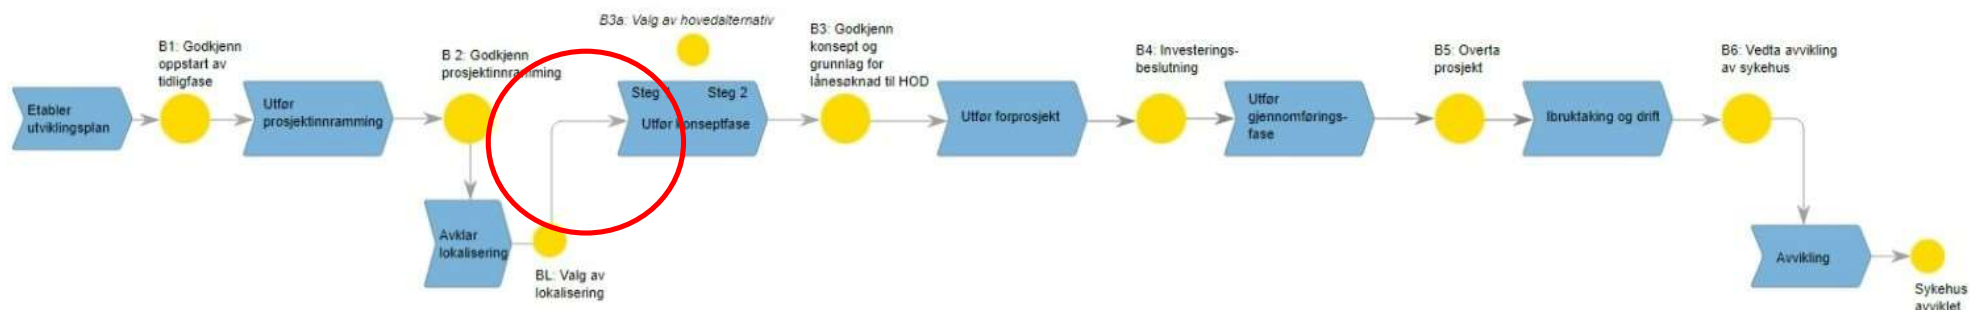 Etabler
utviklingsplan
B1: Godkjenn
oppstart av
tidligfase
Utfør
prosjektinnramming
B 2: Godkjenn
prosjektinnramming
Avklar
lokalisering
BL: Valg av
lokalisering
B3a: Valg av hovedalternativ
Steg
Steg 2
Utfør konseptfase
B3: Godkjenn
konsept og
grunnlag for
lånesøknad til HOD
Utfør forprosjekt
B4: Investerings-
beslutning
Utfør
gjennomførings-
fase
B5: Overta
prosjekt
Ibruktaking og drift
B6: Vedta avvikling
av sykehus
Avvikling
Sykehus
avviklet